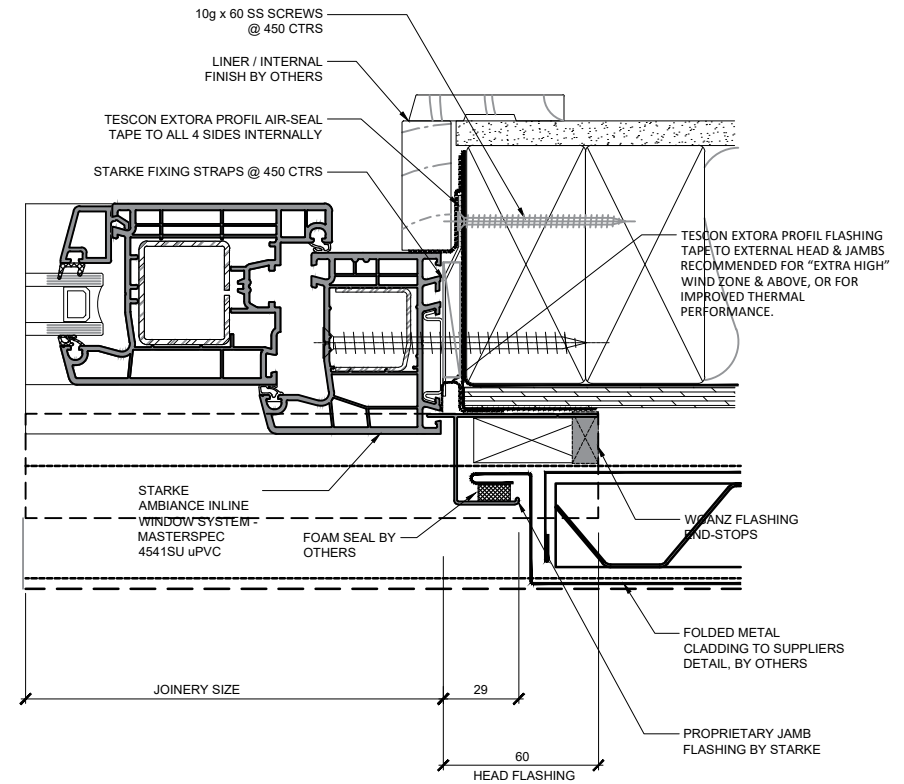 10g x 60 SS SCREWS
@ 450 CTRS
LINER / INTERNAL
FINISH BY OTHERS
TESCON EXTORA PROFIL AIR-SEAL
TAPE TO ALL 4 SIDES INTERNALLY
STARKE FIXING STRAPS @ 450 CTRS
TESCON EXTORA PROFIL FLASHING
TAPE TO EXTERNAL HEAD & JAMBS
RECOMMENDED FOR “EXTRA HIGH”
WIND ZONE & ABOVE, OR FOR
IMPROVED THERMAL
PERFORMANCE.
STARKE
AMBIANCE INLINE
WINDOW SYSTEM -
MASTERSPEC
4541SU uPVC
FOAM SEAL BY
OTHERS
WGANZ FLASHING
END-STOPS
FOLDED METAL
CLADDING TO SUPPLIERS
DETAIL, BY OTHERS
JOINERY SIZE
29
PROPRIETARY JAMB
FLASHING BY STARKE
60
HEAD FLASHING